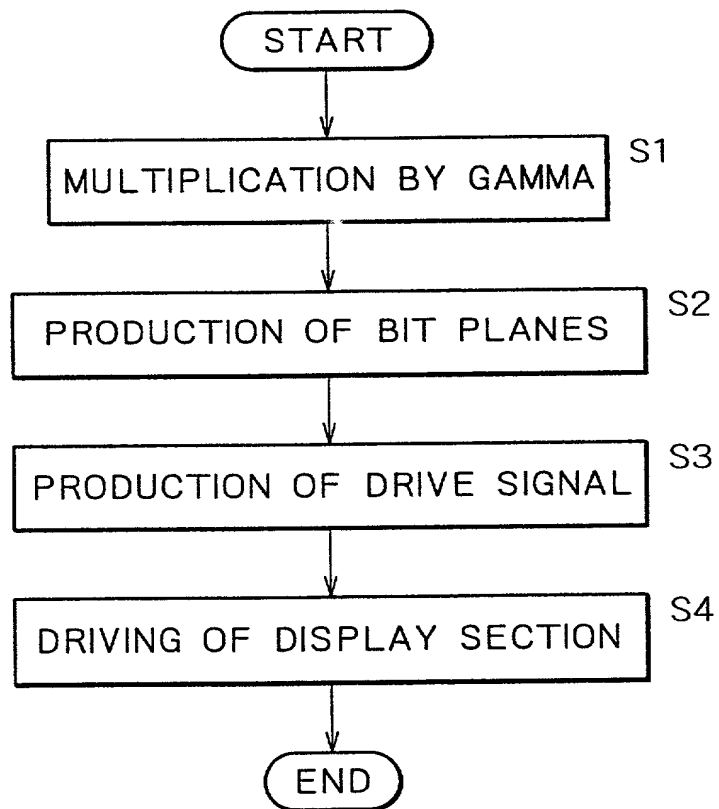 START
S1
MULTIPLICATION BY GAMMA
S2
PRODUCTION OF BIT PLANES
S3
PRODUCTION OF DRIVE SIGNAL
S4
DRIVING OF DISPLAY SECTION
END